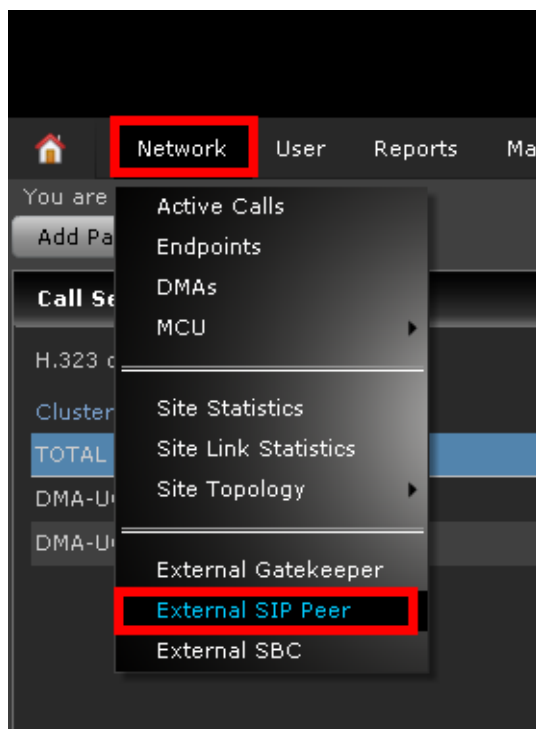 Network User Reports Ma
You are
Add Pa
Active Calls
Endpoints
DMAs
MCU
Call Se
H.323 c
Site Statistics
Site Link Statistics
Site Topology
Cluster
TOTAL
DMA-U
DMA-U
External Gatekeeper
External SIP Peer
External SBC